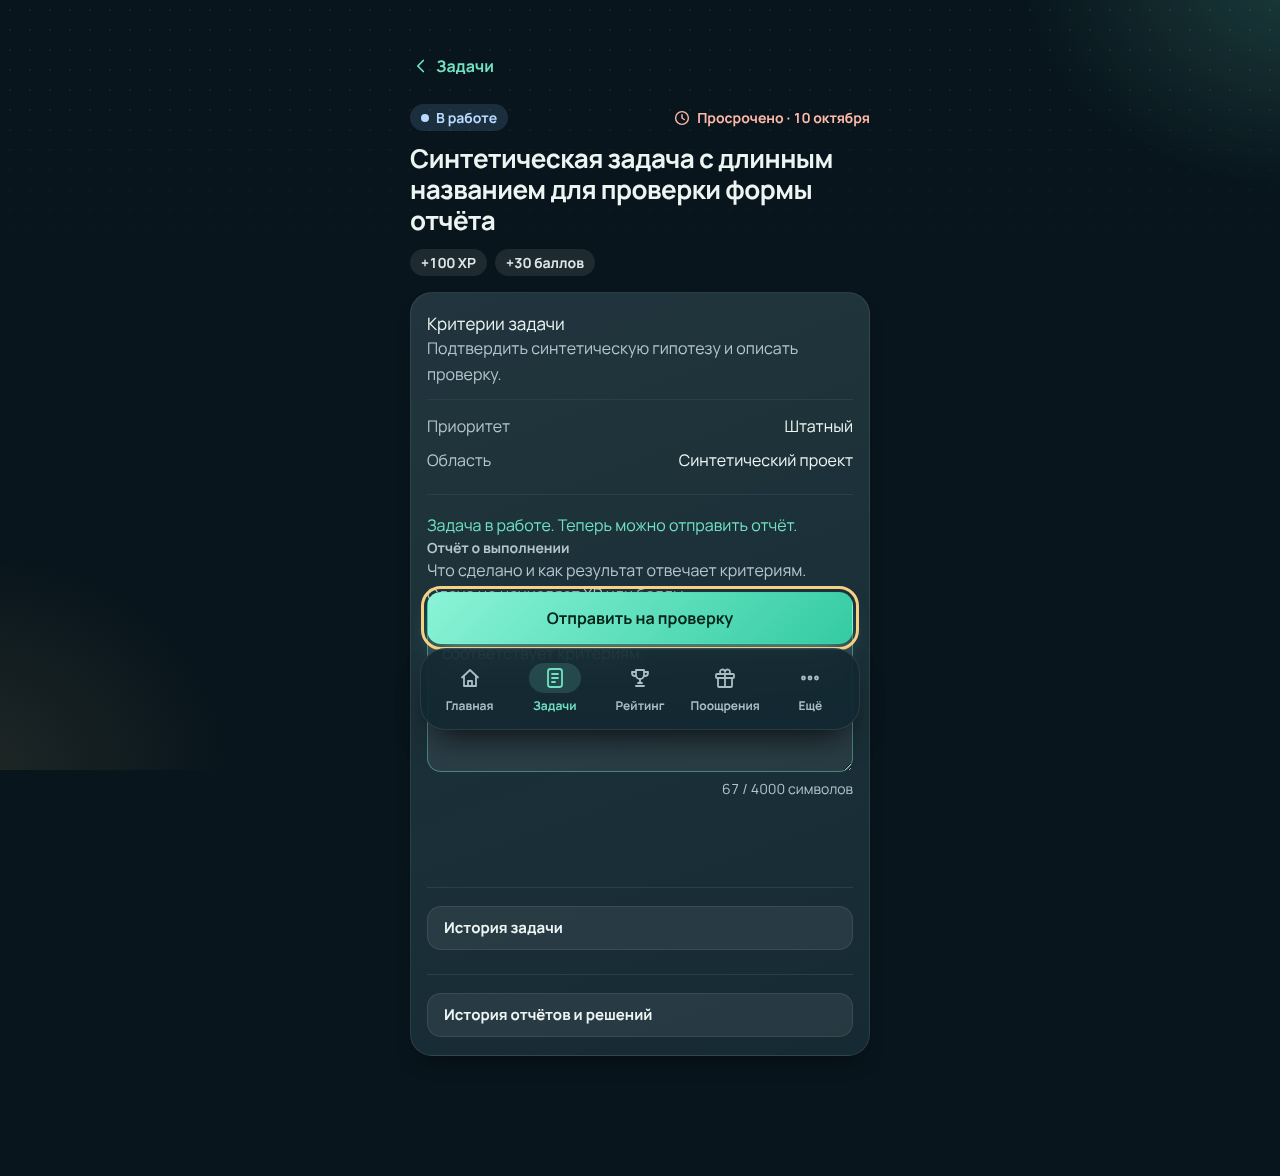 Задачи
В работе
Просрочено · 10 октября
Синтетическая задача с длинным
названием для проверки формы
отчёта
+100 XP
+30 баллов
Критерии задачи
Подтвердить синтетическую гипотезу и описать
проверку.
Приоритет
Штатный
Область
Синтетический проект
Задача в работе. Теперь можно отправить отчёт.
Отчёт о выполнении
Что сделано и как результат отвечает критериям.
Отправить на проверку
соответствует критериям
Главная
Задачи
Рейтинг
Поощрения
Ещё
67 / 4000 символов
История задачи
История отчётов и решений